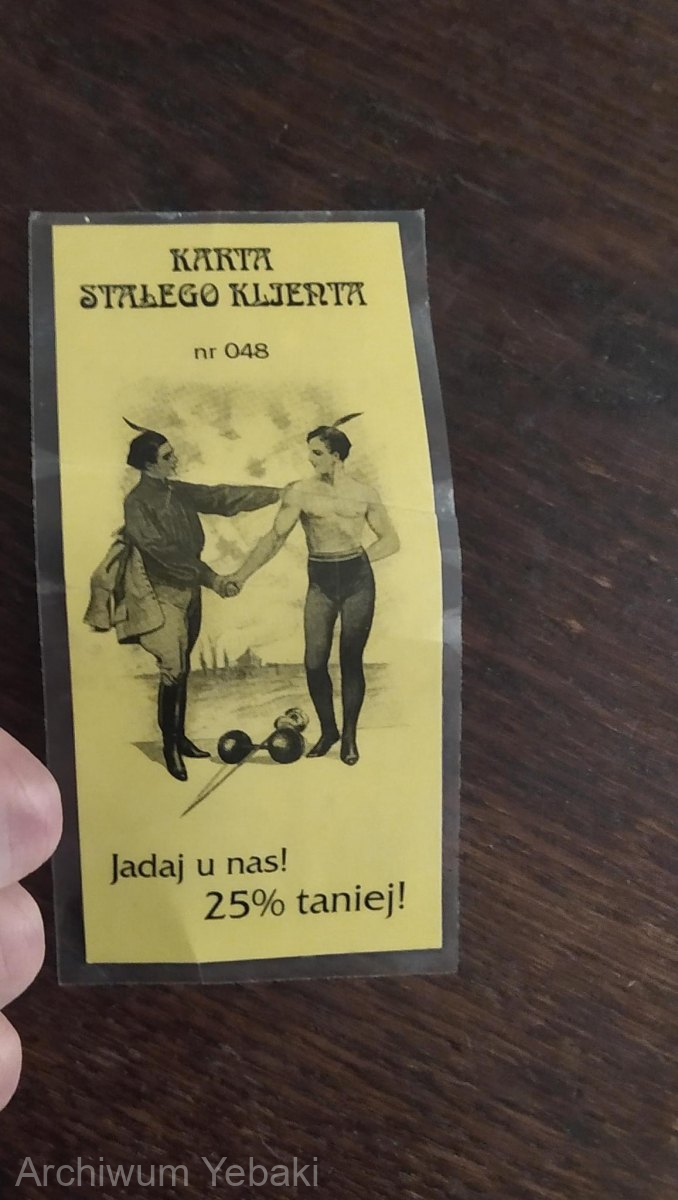 KARTA
STAŁEGO KLIENTA
nr 048
Jadaj u nas!
25% taniej!
Archiwum Yebaki